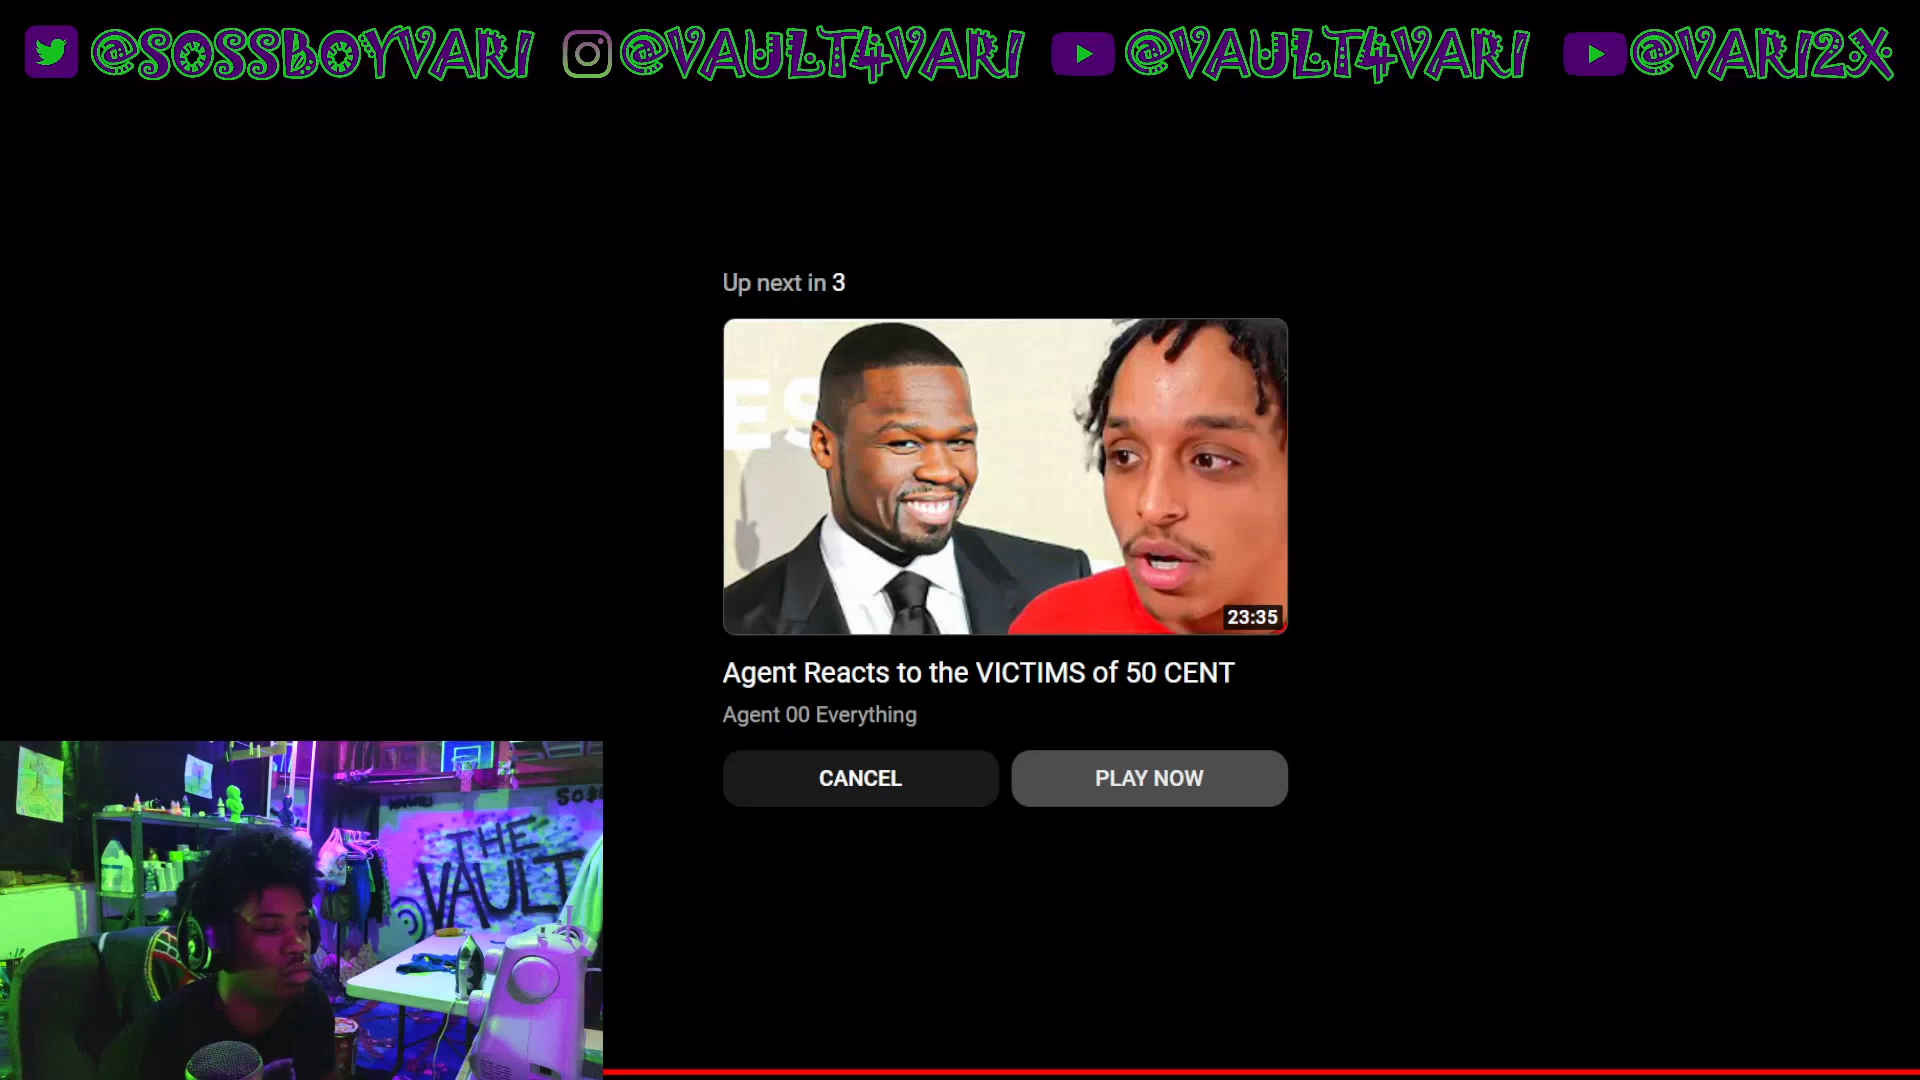 @SOSSBOYVARI @VAULT4VARI @VAULT4VARI @VARI2X
Up next in 3
ES
23:35
Agent Reacts to the VICTIMS of 50 CENT
Agent 00 Everything
CANCEL PLAY NOW
THE
VAULT